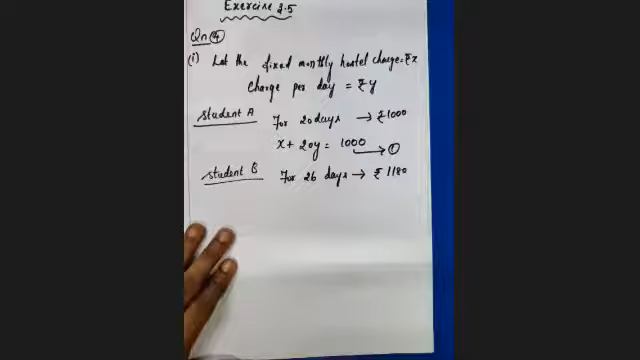 Exercise 3.5
Qn 4
(i) Let the fixed monthly hostel charge = ₹x
Charge per day = ₹y
Student A For 20 days → ₹1000
x + 20y = 1000 → ①
Student B For 26 days → ₹1180